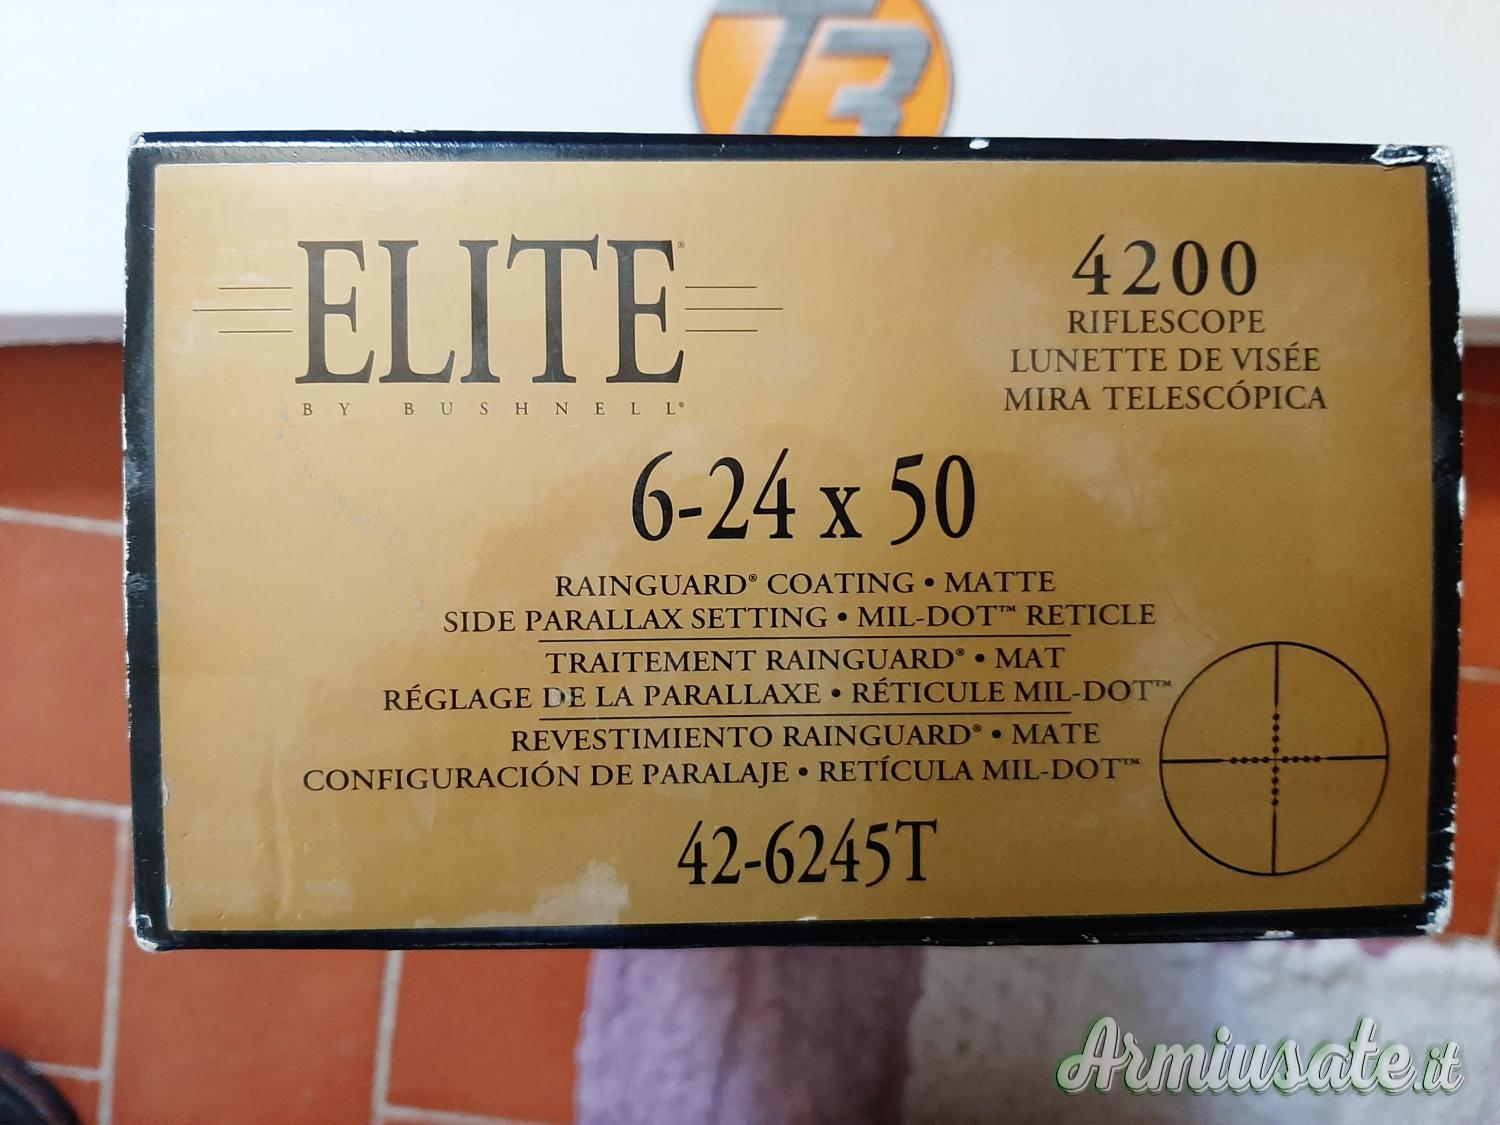 T3
ELITE®
BY BUSHNELL®
4200
RIFLESCOPE
LUNETTE DE VISÉE
MIRA TELESCÓPICA
6-24 x 50
RAINGUARD® COATING • MATTE
SIDE PARALLAX SETTING • MIL-DOT™ RETICLE
TRAITEMENT RAINGUARD® • MAT
RÉGLAGE DE LA PARALLAXE • RÉTICULE MIL-DOT™
REVESTIMIENTO RAINGUARD® • MATE
CONFIGURACIÓN DE PARALAJE • RETÍCULA MIL-DOT™
42-6245T
Armiusate.it